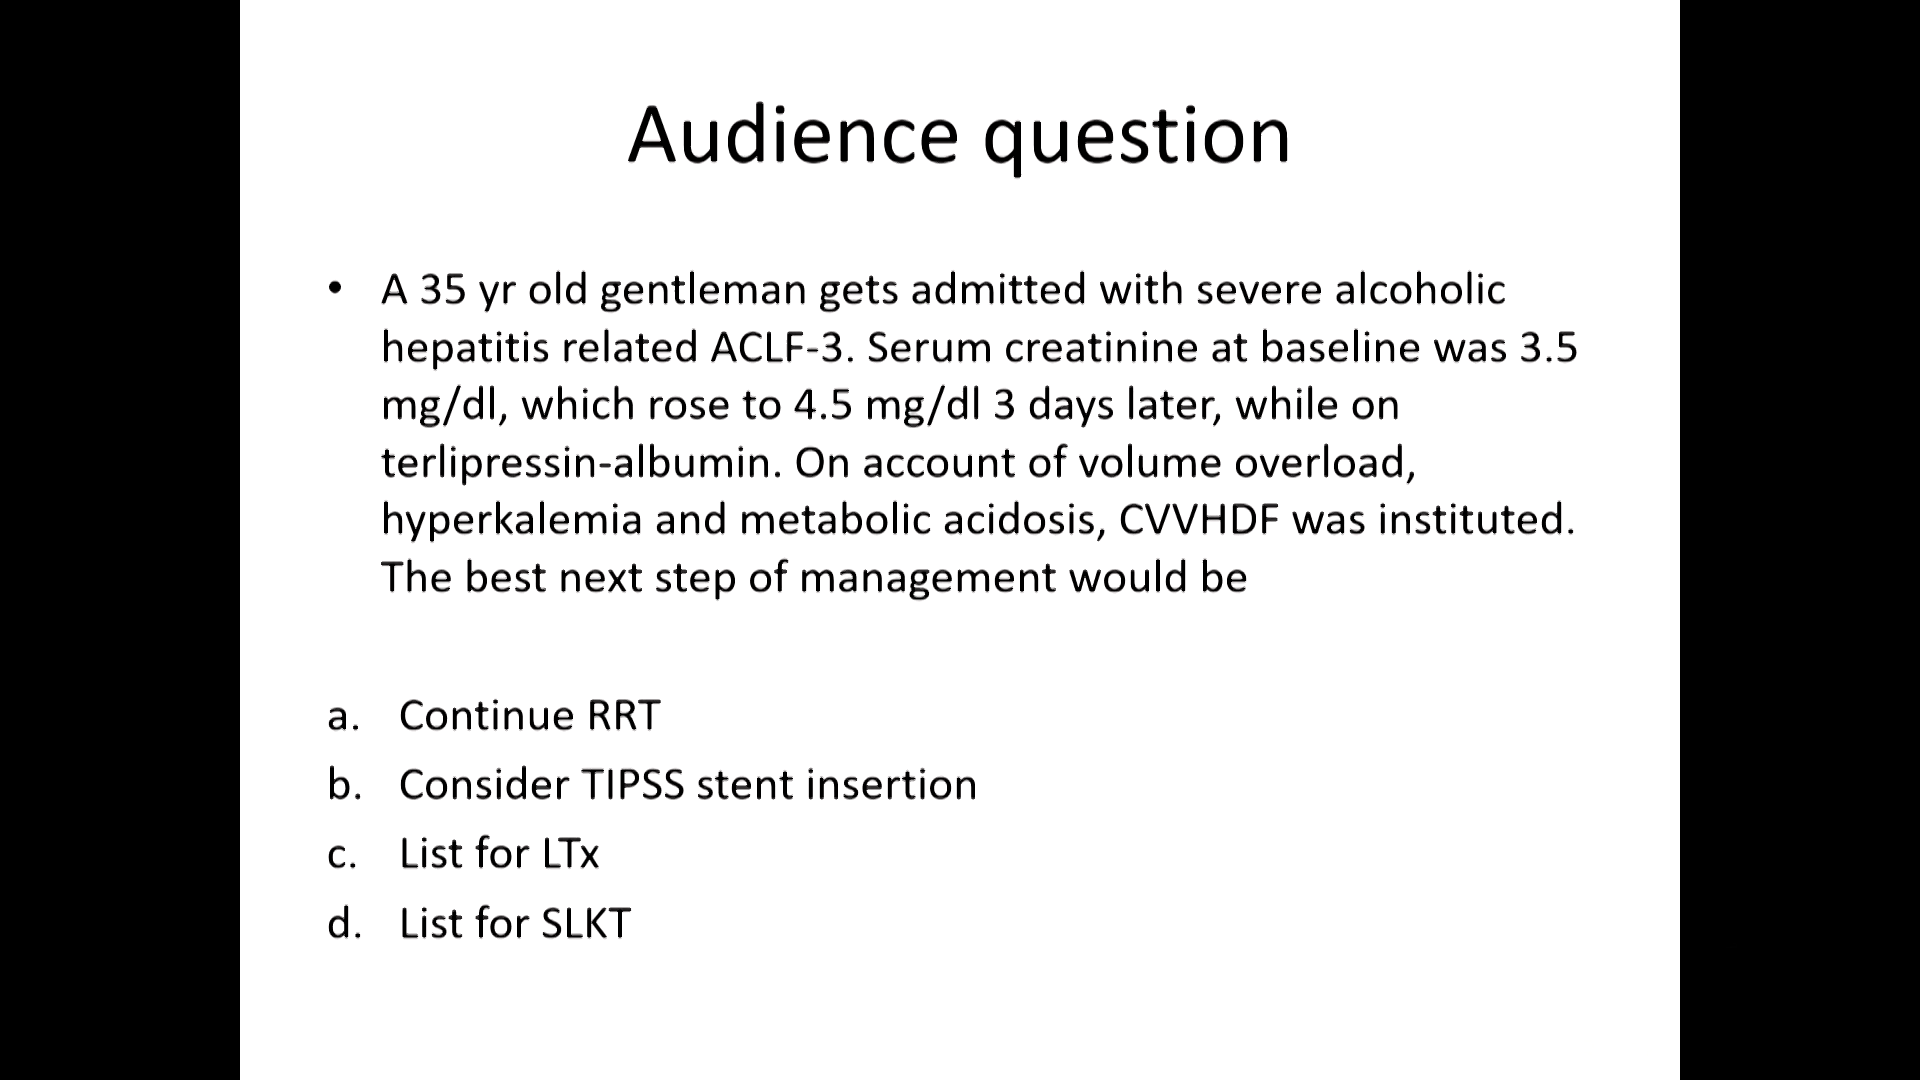 Audience question
• A 35 yr old gentleman gets admitted with severe alcoholic
hepatitis related ACLF-3. Serum creatinine at baseline was 3.5
mg/dl, which rose to 4.5 mg/dl 3 days later, while on
terlipressin-albumin. On account of volume overload,
hyperkalemia and metabolic acidosis, CVVHDF was instituted.
The best next step of management would be
a. Continue RRT
b. Consider TIPSS stent insertion
c. List for LTx
d. List for SLKT